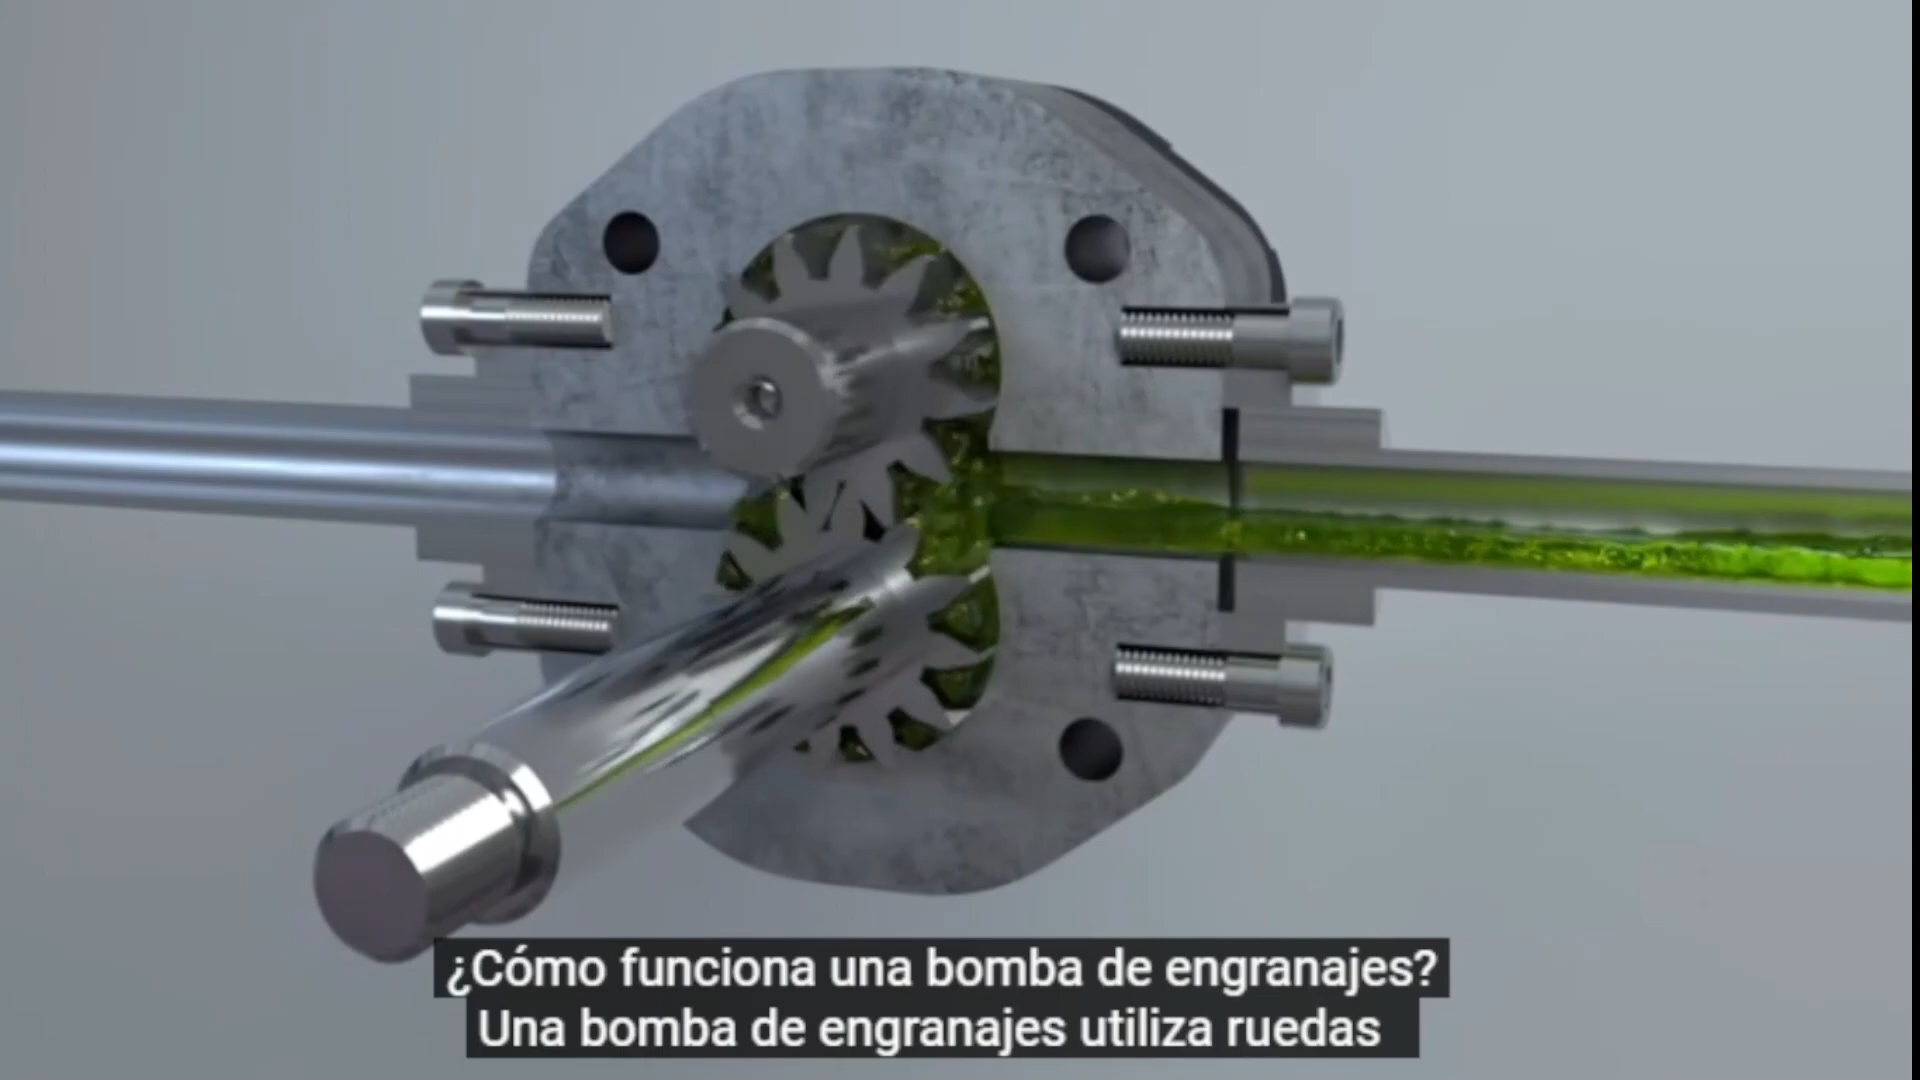 ¿Cómo funciona una bomba de engranajes?
Una bomba de engranajes utiliza ruedas